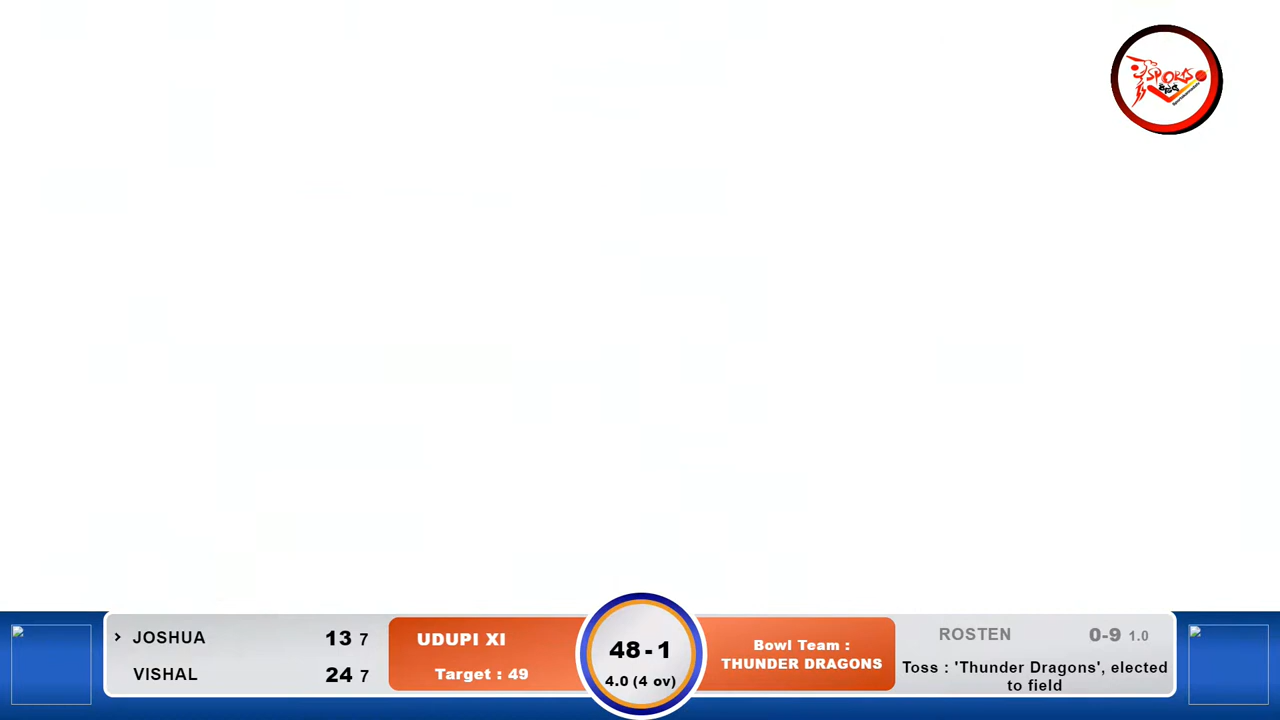 SPORTS
› JOSHUA 13 7
VISHAL 24 7
UDUPI XI
Target : 49
48 - 1
4.0 (4 ov)
Bowl Team :
THUNDER DRAGONS
ROSTEN 0-9 1.0
Toss : 'Thunder Dragons', elected
to field